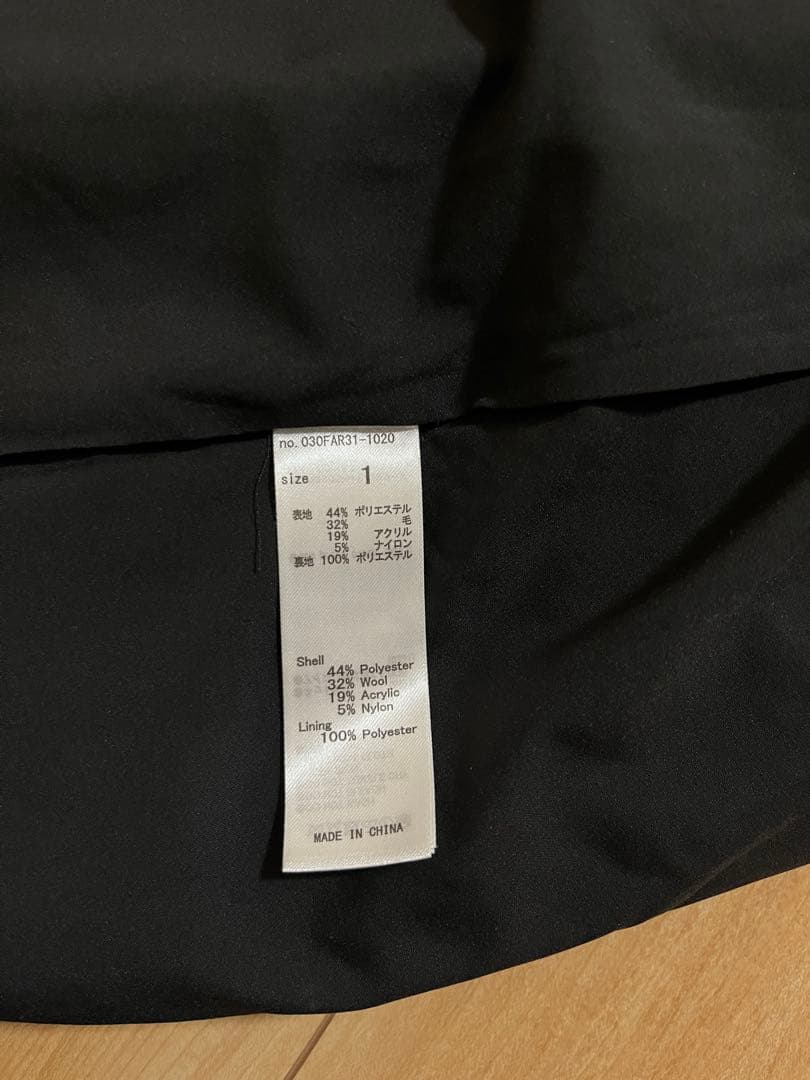 no.030FAR31-1020
size 1
表地 44% ポリエステル
32% 毛
19% アクリル
5% ナイロン
裏地 100% ポリエステル
Shell
44% Polyester
32% Wool
19% Acrylic
5% Nylon
Lining
100% Polyester
MADE IN CHINA